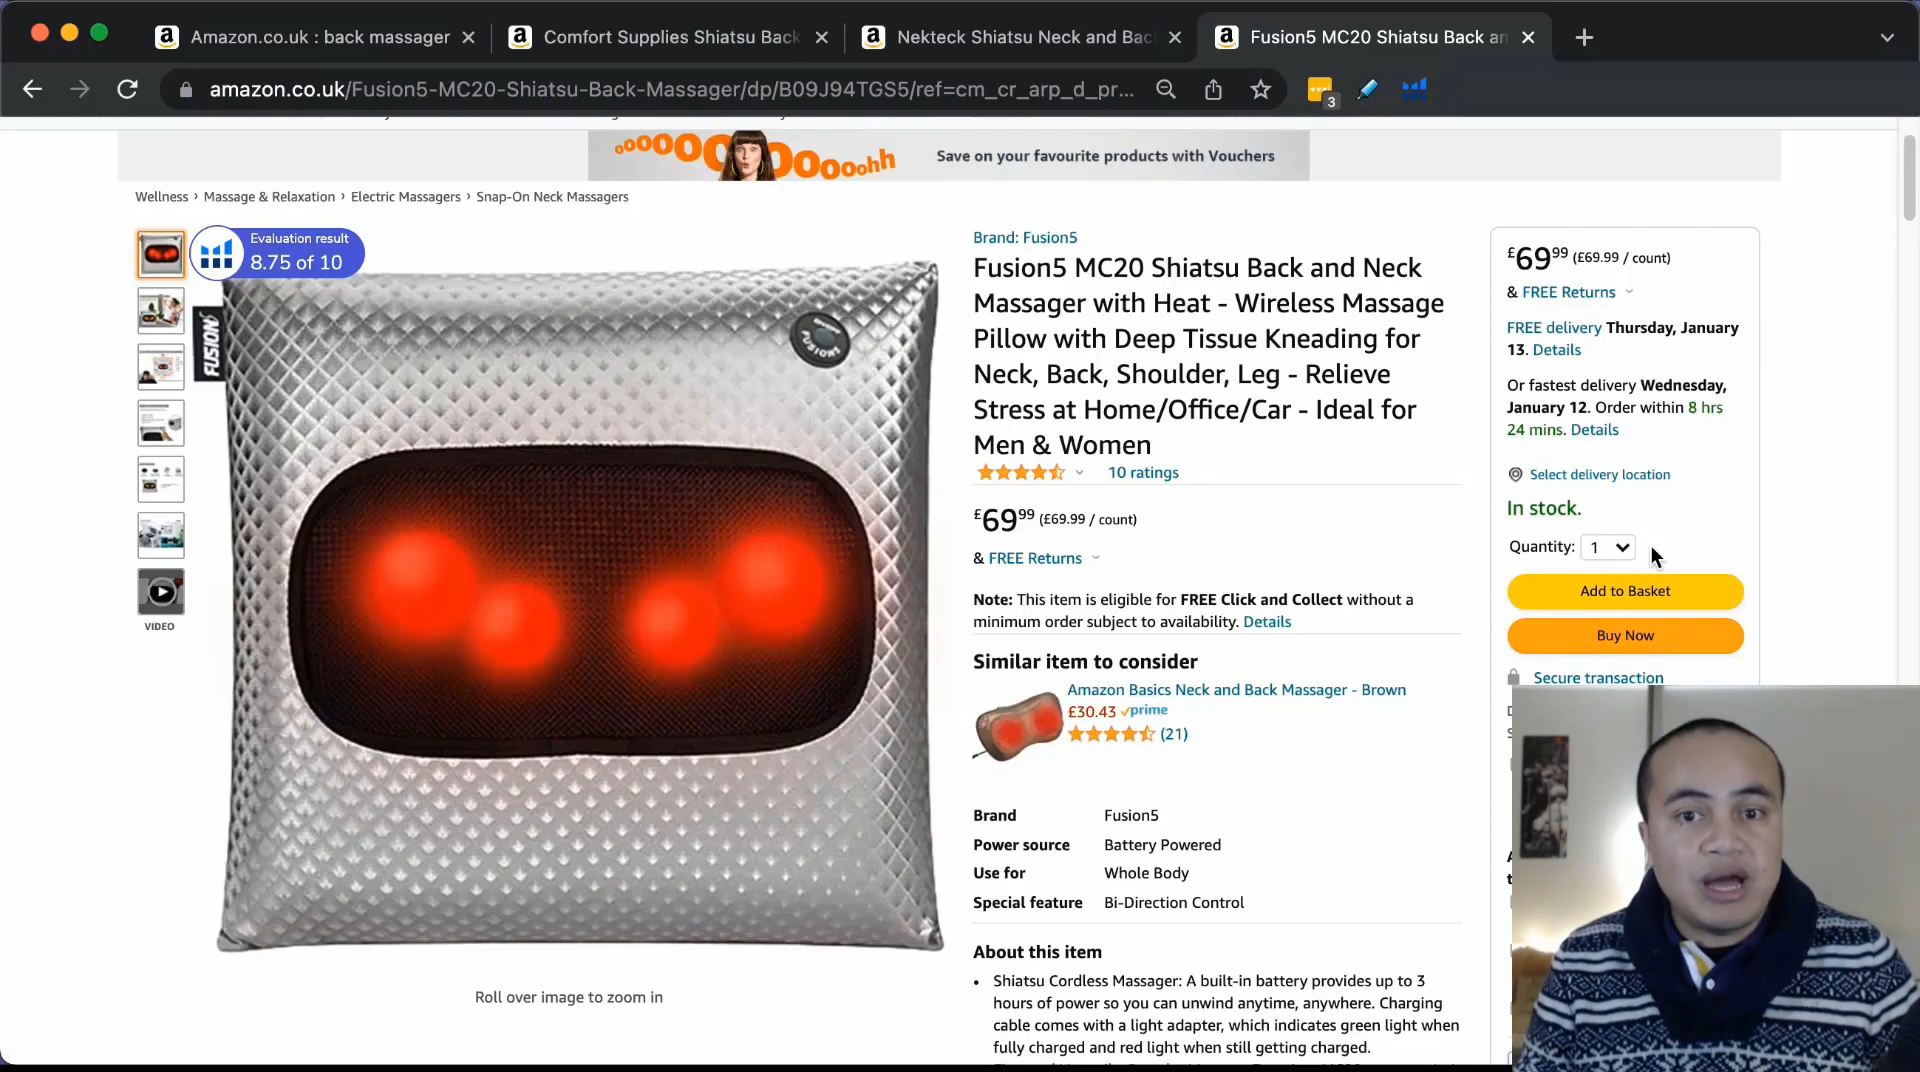 Amazon.co.uk : back massager
Comfort Supplies Shiatsu Back
Nekteck Shiatsu Neck and Bac
Fusion5 MC20 Shiatsu Back an
amazon.co.uk/Fusion5-MC20-Shiatsu-Back-Massager/dp/B09J94TGS5/ref=cm_cr_arp_d_pr...
3
oooooOOOoooohh
Save on your favourite products with Vouchers
Wellness › Massage & Relaxation › Electric Massagers › Snap-On Neck Massagers
Evaluation result
8.75 of 10
FUSION
FUSION5
VIDEO
Roll over image to zoom in
Brand: Fusion5
Fusion5 MC20 Shiatsu Back and Neck
Massager with Heat - Wireless Massage
Pillow with Deep Tissue Kneading for
Neck, Back, Shoulder, Leg - Relieve
Stress at Home/Office/Car - Ideal for
Men & Women
10 ratings
£69.99 (£69.99 / count)
& FREE Returns
Note: This item is eligible for FREE Click and Collect without a
minimum order subject to availability. Details
Similar item to consider
Amazon Basics Neck and Back Massager - Brown
£30.43 prime
(21)
Brand Fusion5
Power source Battery Powered
Use for Whole Body
Special feature Bi-Direction Control
About this item
• Shiatsu Cordless Massager: A built-in battery provides up to 3
hours of power so you can unwind anytime, anywhere. Charging
cable comes with a light adapter, which indicates green light when
fully charged and red light when still getting charged.
£69.99 (£69.99 / count)
& FREE Returns
FREE delivery Thursday, January
13. Details
Or fastest delivery Wednesday,
January 12. Order within 8 hrs
24 mins. Details
Select delivery location
In stock.
Quantity: 1
Add to Basket
Buy Now
Secure transaction